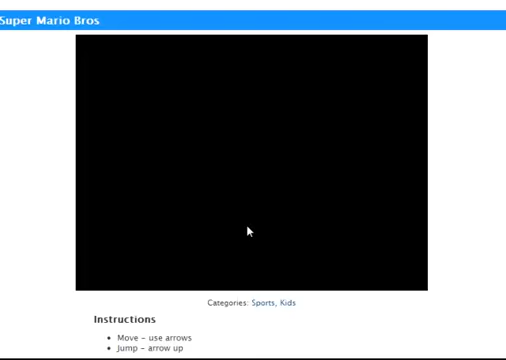 Super Mario Bros
Categories: Sports, Kids
Instructions
• Move – use arrows
• Jump – arrow up